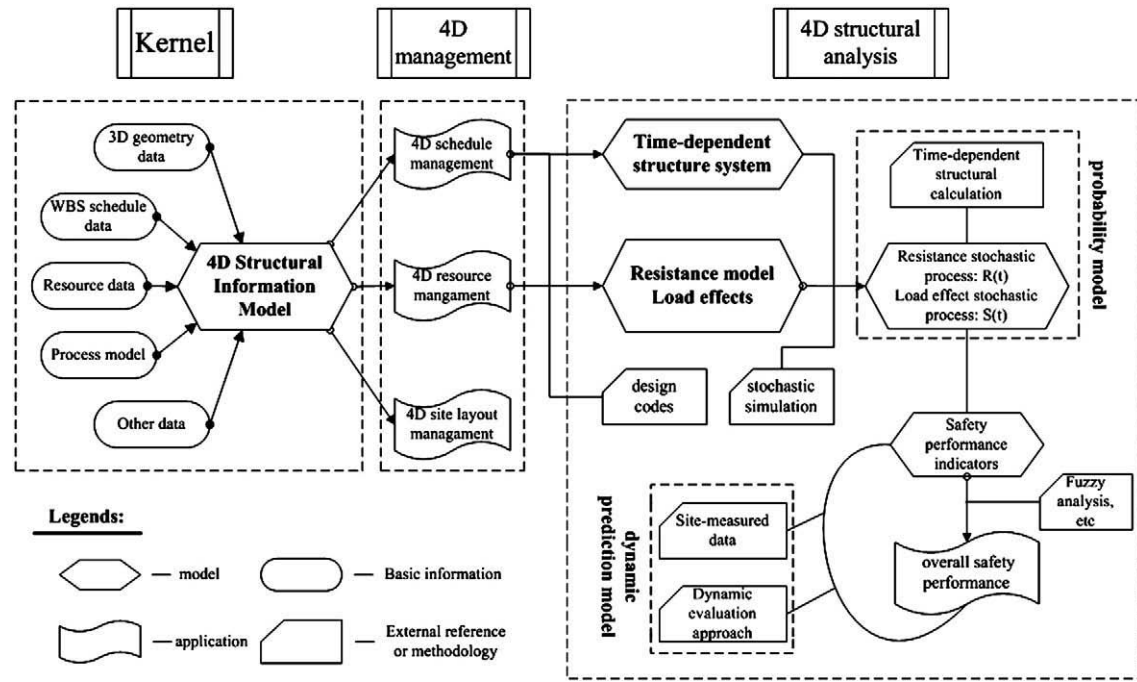 Kernel
4D
management
4D structural
analysis
3D geometry
data
WBS schedule
data
Resource data
Process model
Other data
4D Structural
Information
Model
4D schedule
management
4D resource
mangament
4D site layout
managament
Time-dependent
structure system
Resistance model
Load effects
design
codes
stochastic
simulation
Time-dependent
structural
calculation
Resistance stochastic
process: R(t)
Load effect stochastic
process: S(t)
probability model
Safety
performance
indicators
Fuzzy
analysis,
etc
overall safety
performance
Site-measured
data
Dynamic
evaluation
approach
dynamic
prediction model
Legends:
model
Basic information
application
External reference
or methodology